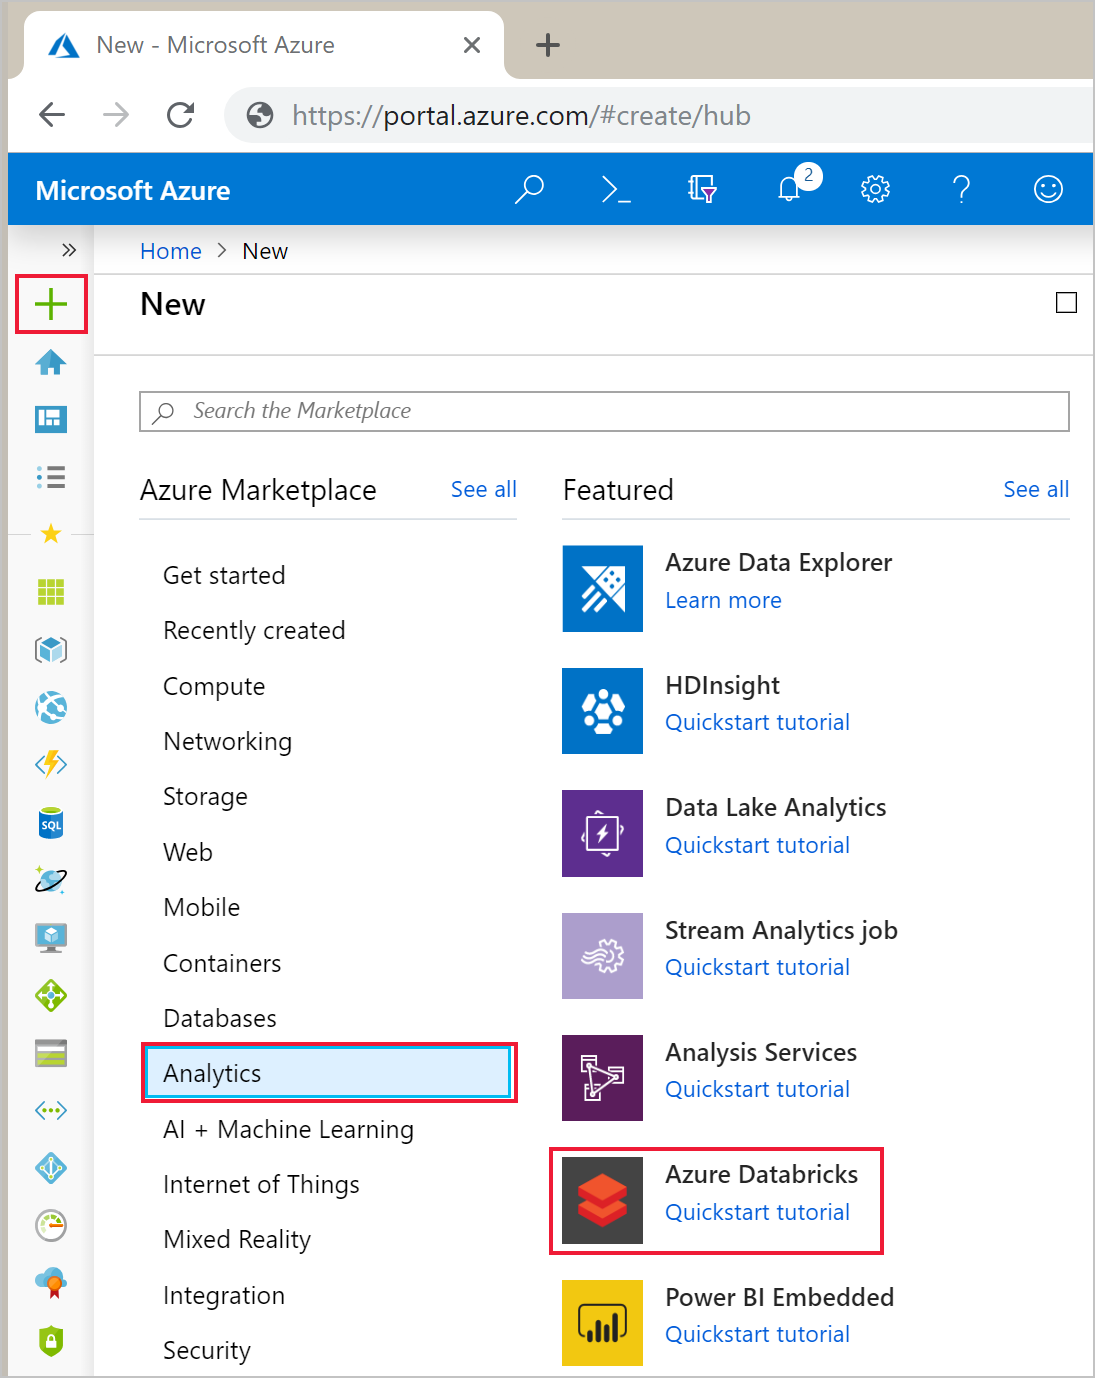 New - Microsoft Azure
https://portal.azure.com/#create/hub
Microsoft Azure
2
Home > New
New
Search the Marketplace
Azure Marketplace
See all
Get started
Recently created
Compute
Networking
Storage
Web
Mobile
Containers
Databases
Analytics
AI + Machine Learning
Internet of Things
Mixed Reality
Integration
Security
Featured
See all
Azure Data Explorer
Learn more
HDInsight
Quickstart tutorial
Data Lake Analytics
Quickstart tutorial
Stream Analytics job
Quickstart tutorial
Analysis Services
Quickstart tutorial
Azure Databricks
Quickstart tutorial
Power BI Embedded
Quickstart tutorial
SQL